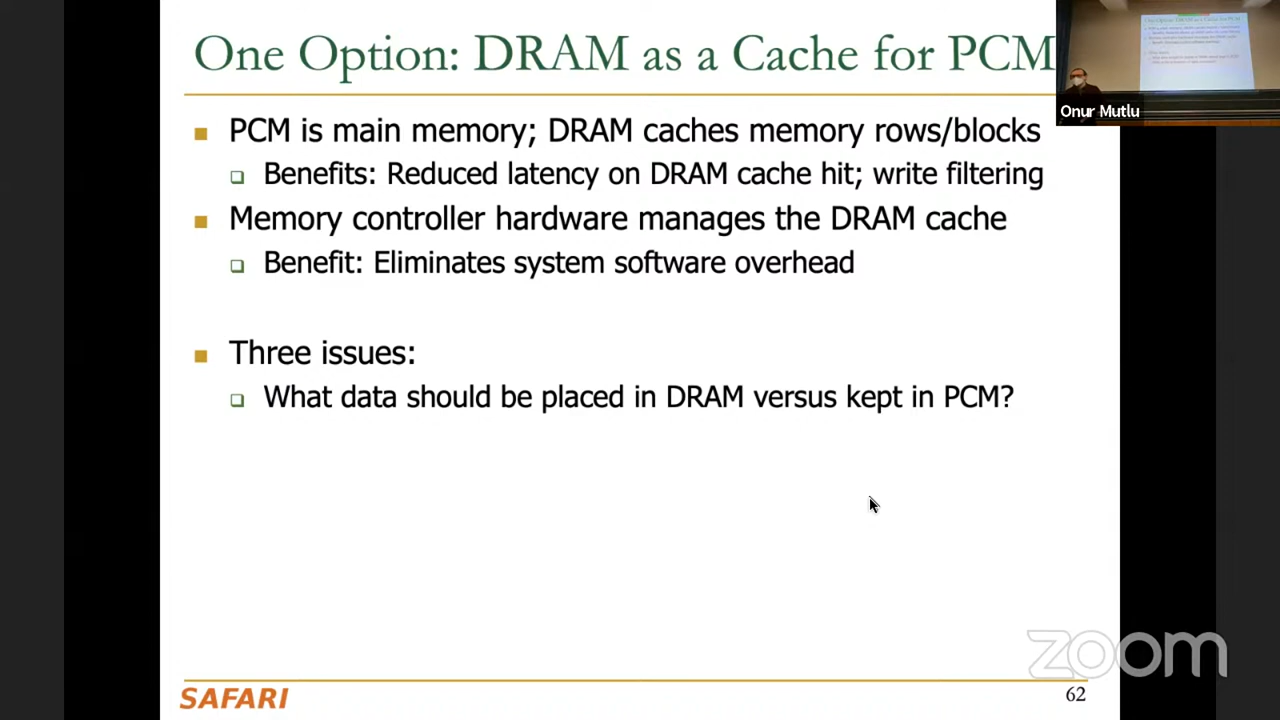 One Option: DRAM as a Cache for PCM
Onur Mutlu
PCM is main memory; DRAM caches memory rows/blocks
Benefits: Reduced latency on DRAM cache hit; write filtering
Memory controller hardware manages the DRAM cache
Benefit: Eliminates system software overhead
Three issues:
What data should be placed in DRAM versus kept in PCM?
zoom
SAFARI
62